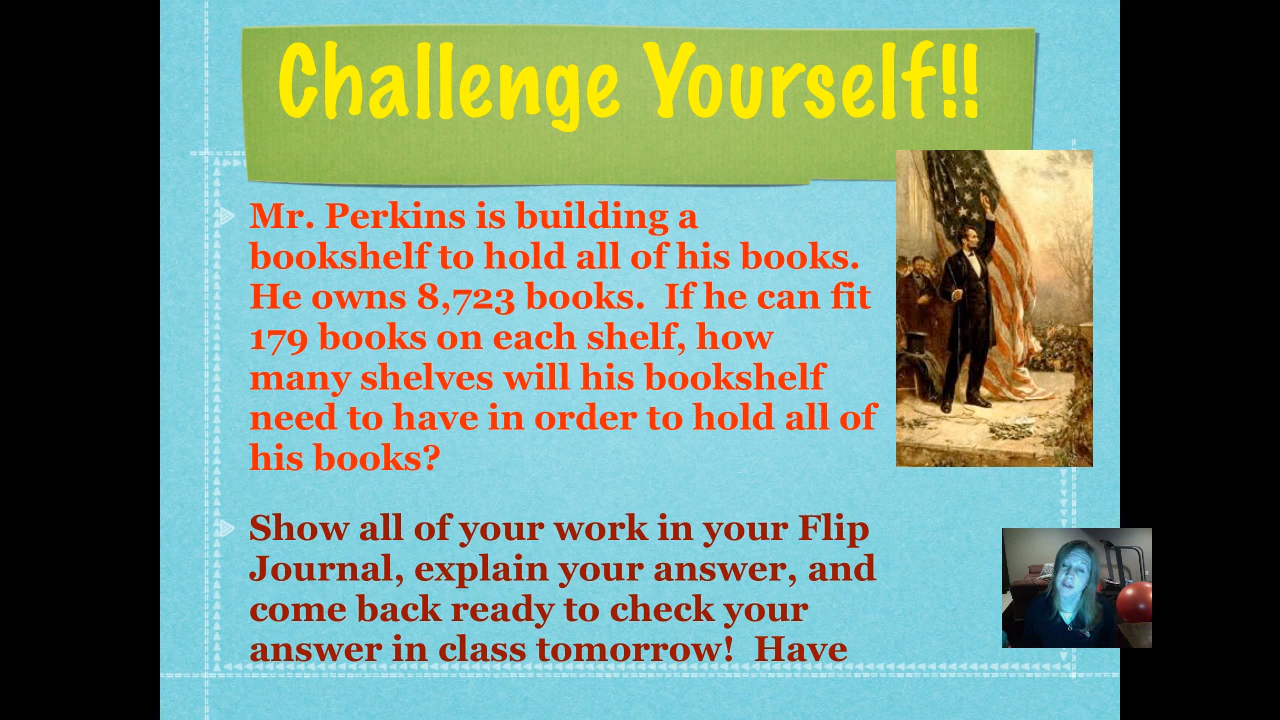 Challenge Yourself!!
Mr. Perkins is building a
bookshelf to hold all of his books.
He owns 8,723 books.  If he can fit
179 books on each shelf, how
many shelves will his bookshelf
need to have in order to hold all of
his books?
Show all of your work in your Flip
Journal, explain your answer, and
come back ready to check your
answer in class tomorrow!  Have